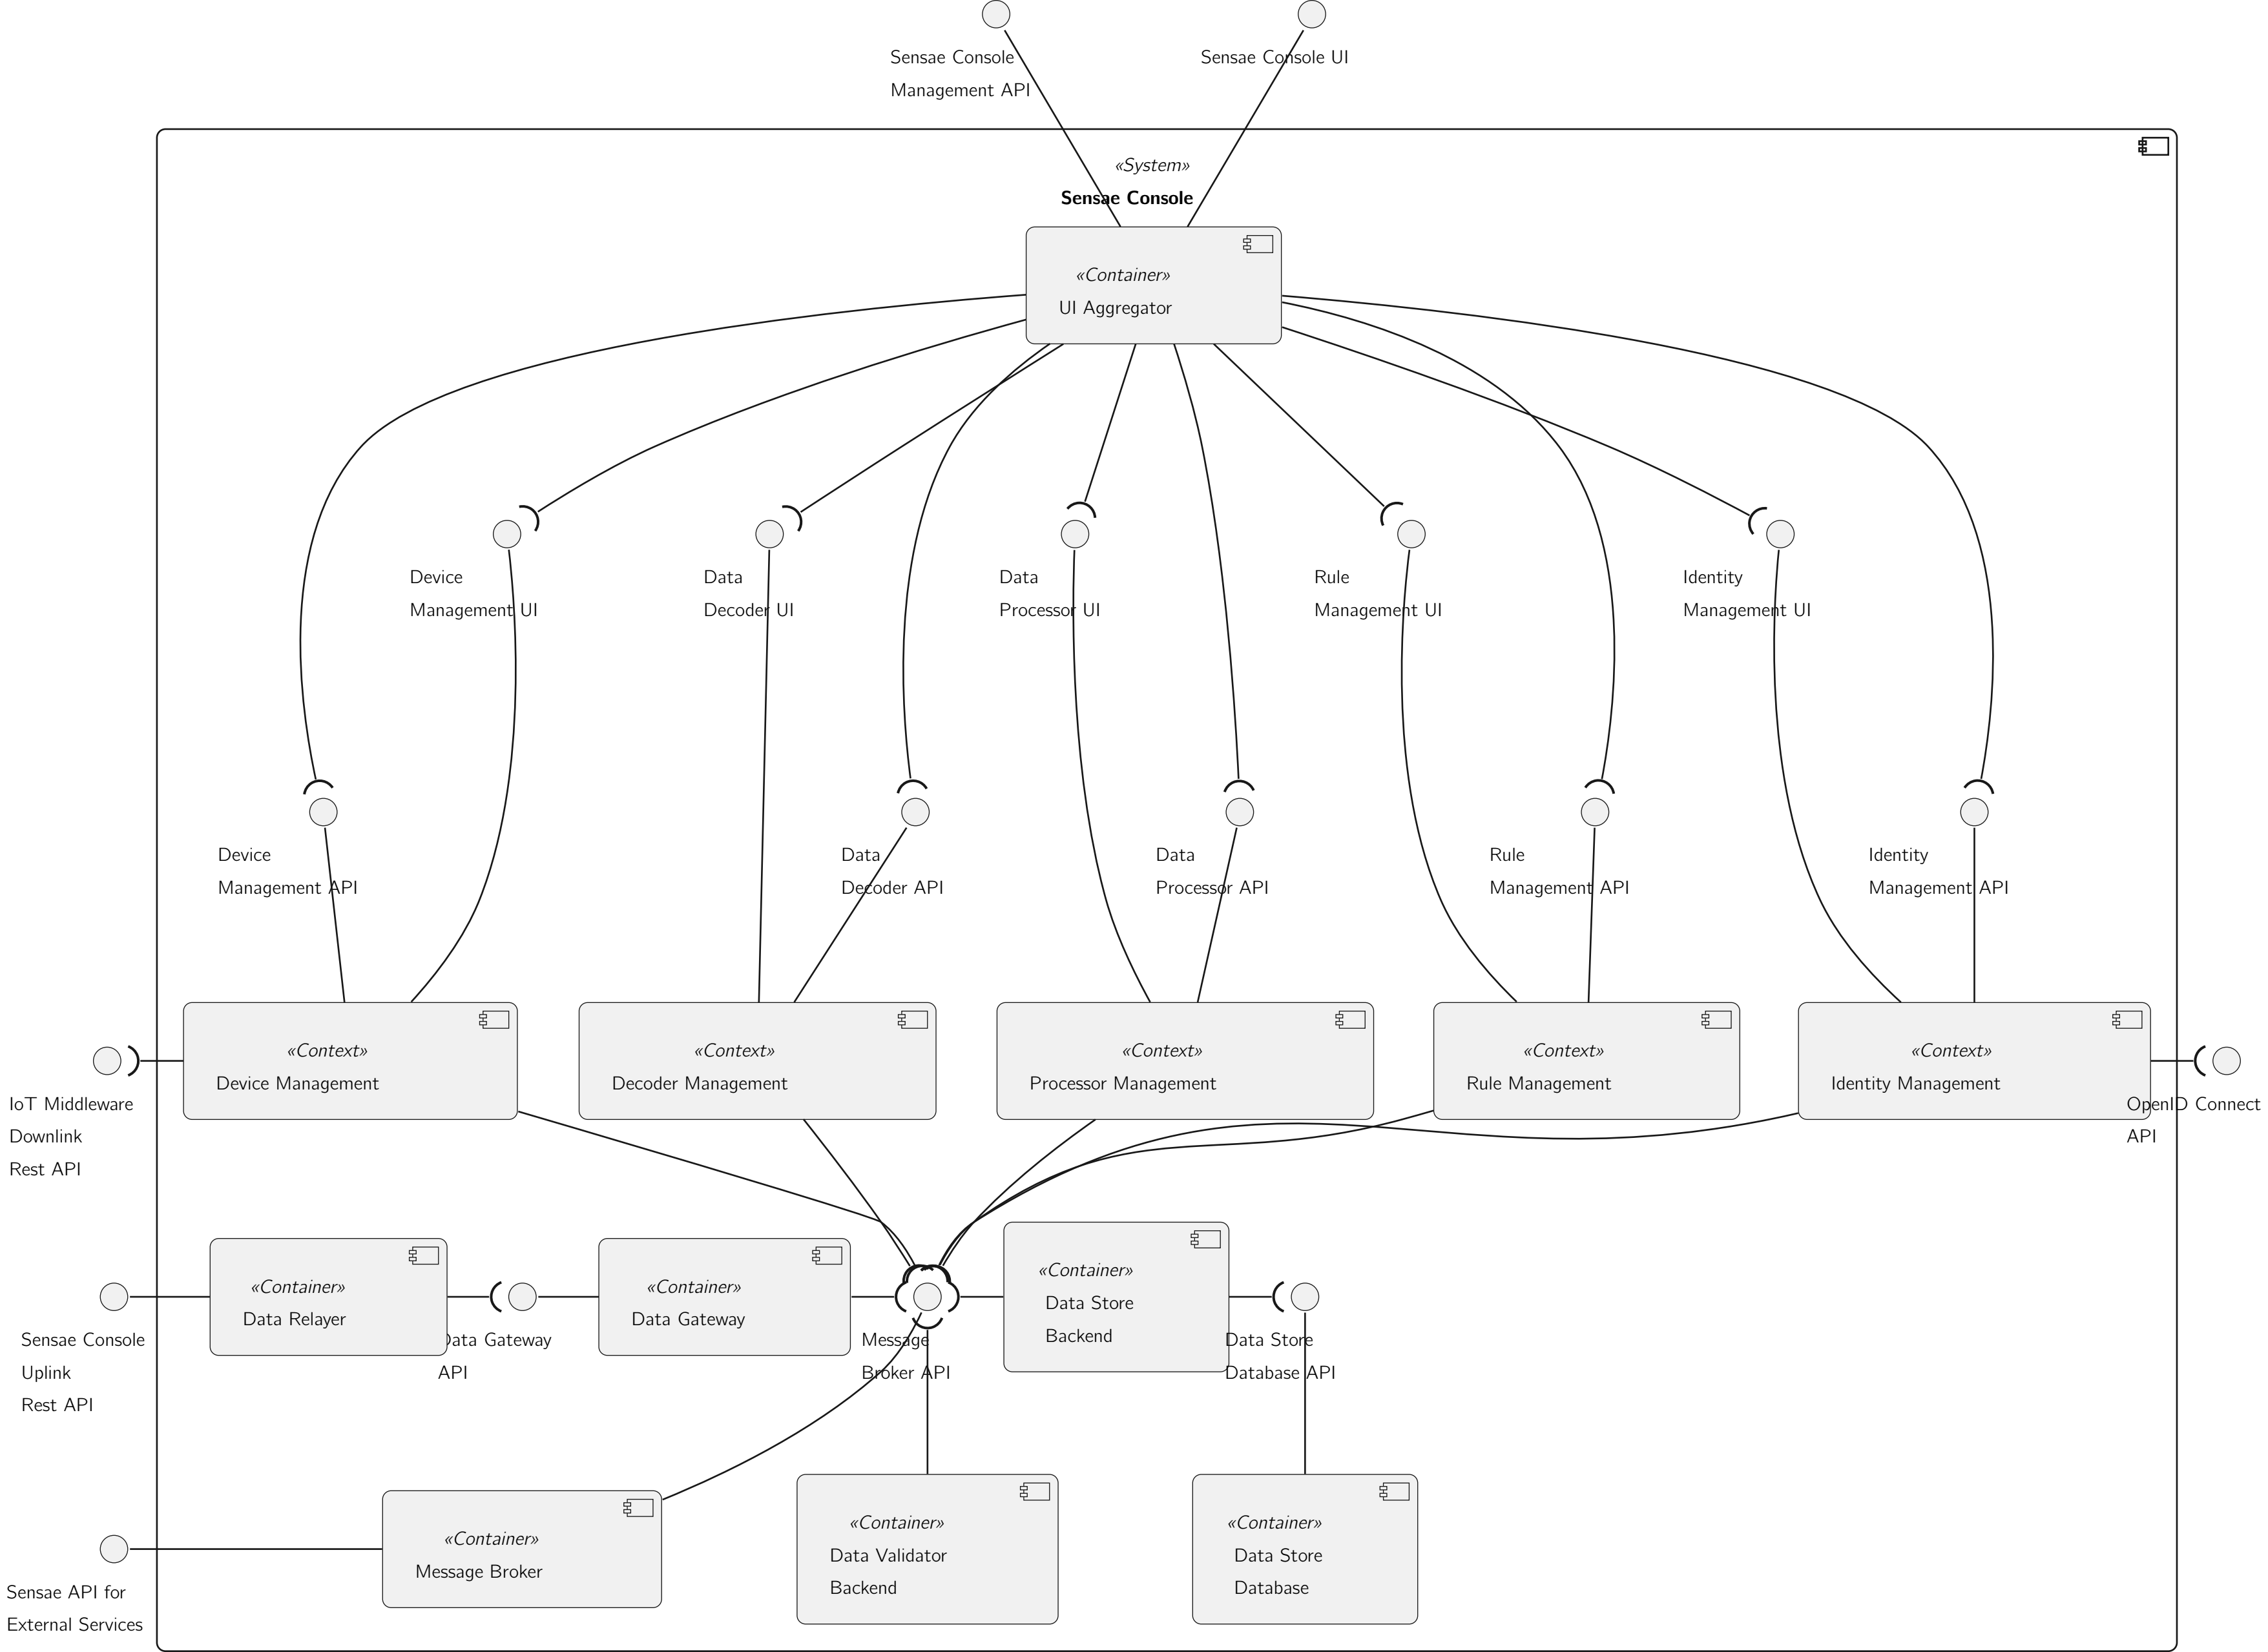 Sensae Console
Management API
Sensae Console UI
«System»
Sensae Console
«Container»
UI Aggregator
Device
Management UI
Data
Decoder UI
Data
Processor UI
Rule
Management UI
Identity
Management UI
Device
Management API
Data
Decoder API
Data
Processor API
Rule
Management API
Identity
Management API
«Context»
Device Management
«Context»
Decoder Management
«Context»
Processor Management
«Context»
Rule Management
«Context»
Identity Management
IoT Middleware
Downlink
Rest API
OpenID Connect
API
«Container»
Data Relayer
«Container»
Data Gateway
«Container»
Data Store
Backend
Sensae Console
Uplink
Rest API
Data Gateway
API
Message
Broker API
Data Store
Database API
«Container»
Message Broker
«Container»
Data Validator
Backend
«Container»
Data Store
Database
Sensae API for
External Services